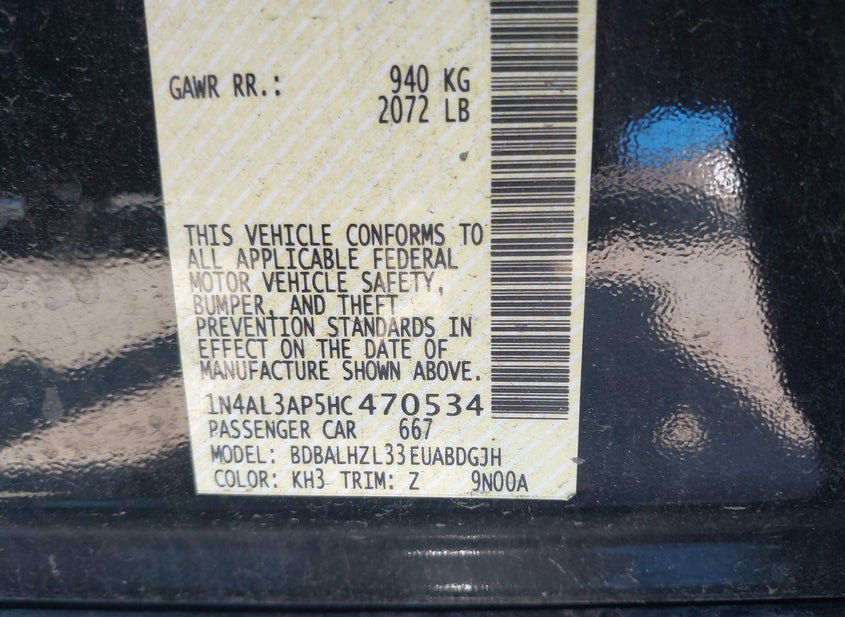 GAWR RR.: 940 KG
2072 LB
THIS VEHICLE CONFORMS TO
ALL APPLICABLE FEDERAL
MOTOR VEHICLE SAFETY,
BUMPER, AND THEFT
PREVENTION STANDARDS IN
EFFECT ON THE DATE OF
MANUFACTURE SHOWN ABOVE.
1N4AL3AP5HC470534
PASSENGER CAR 667
MODEL: BDBALHZL33EUABDGJH
COLOR: KH3 TRIM: Z 9N00A